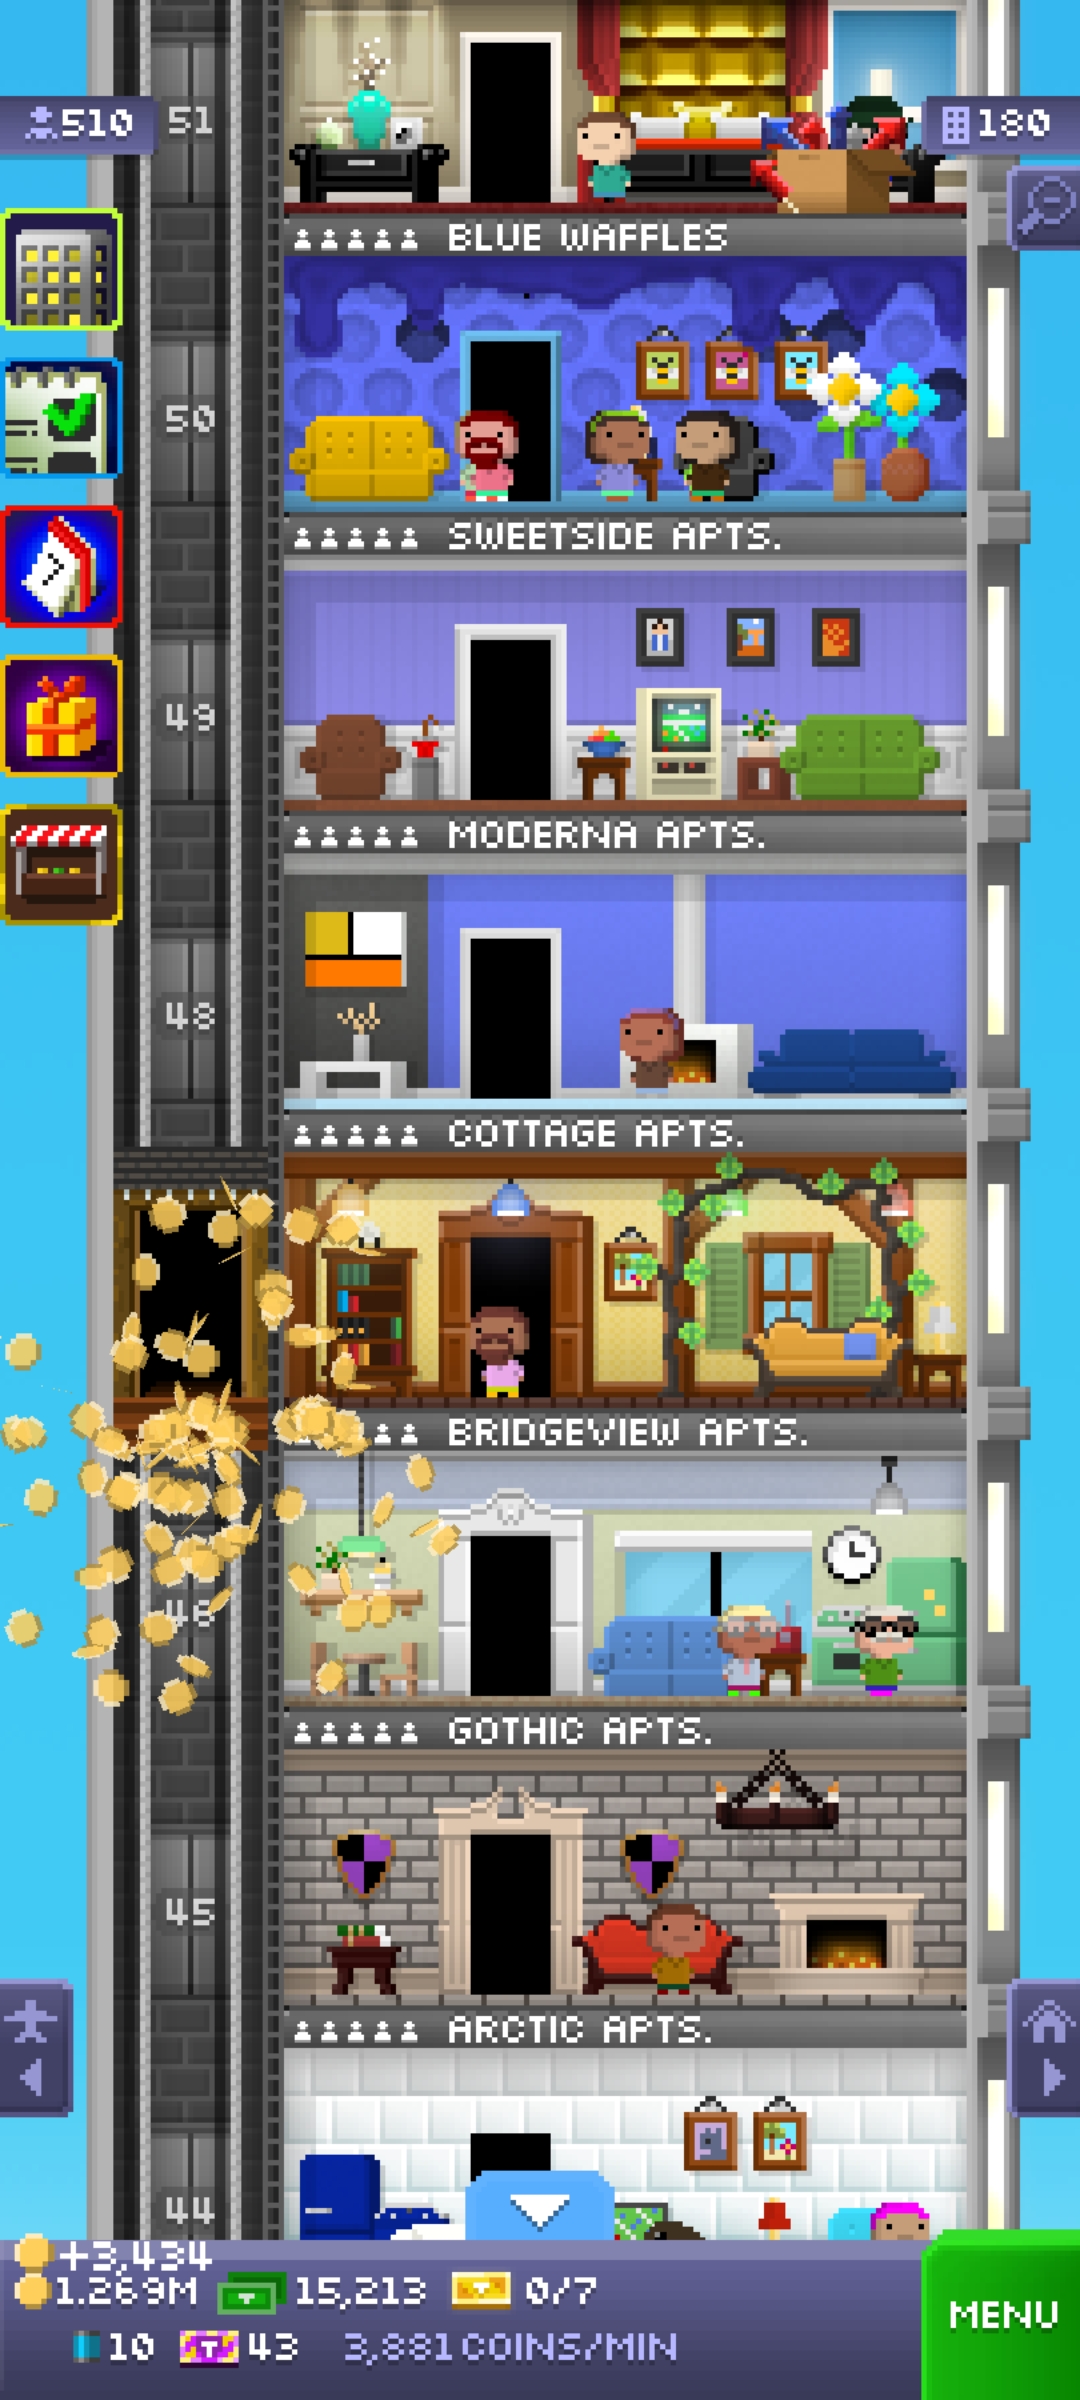 510
51
180
BLUE WAFFLES
50
SWEETSIDE APTS.
49
MODERNA APTS.
48
COTTAGE APTS.
BRIDGEVIEW APTS.
46
GOTHIC APTS.
45
ARCTIC APTS.
44
+3,434
1.269M 15,213 0/7
MENU
10 T 43 3,881 COINS/MIN